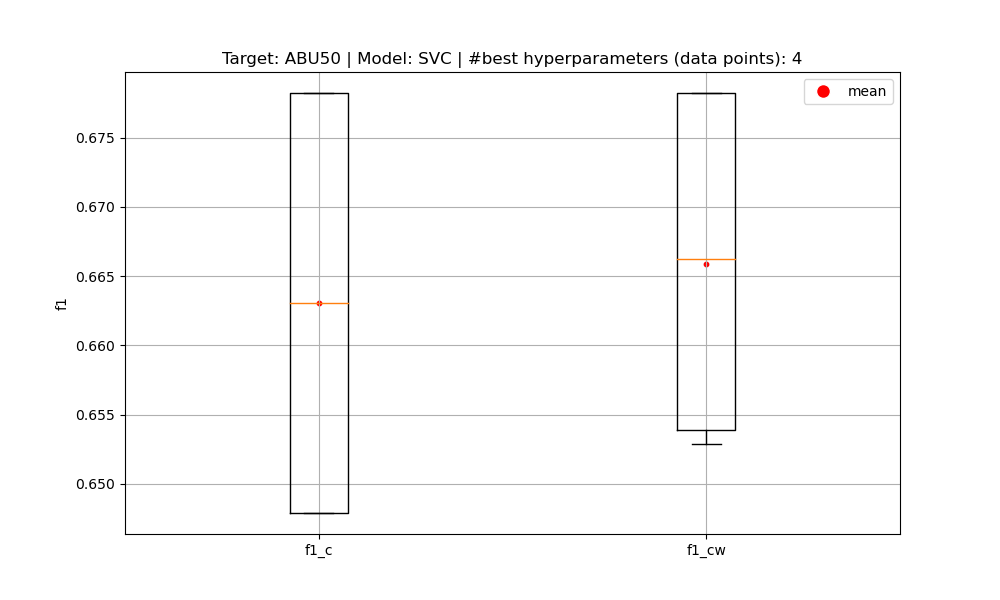 Target: ABU50 | Model: SVC | #best hyperparameters (data points): 4
mean
0.675
0.670
0.665
0.660
0.655
0.650
f1
f1_c
f1_cw